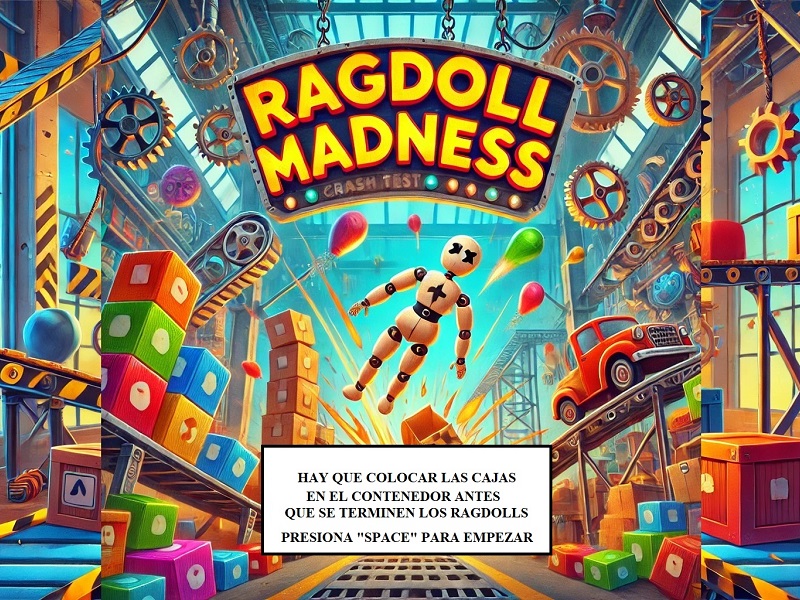 RAGDOLL
MADNESS
CRASH TEST
HAY QUE COLOCAR LAS CAJAS
EN EL CONTENEDOR ANTES
QUE SE TERMINEN LOS RAGDOLLS
PRESIONA "SPACE" PARA EMPEZAR